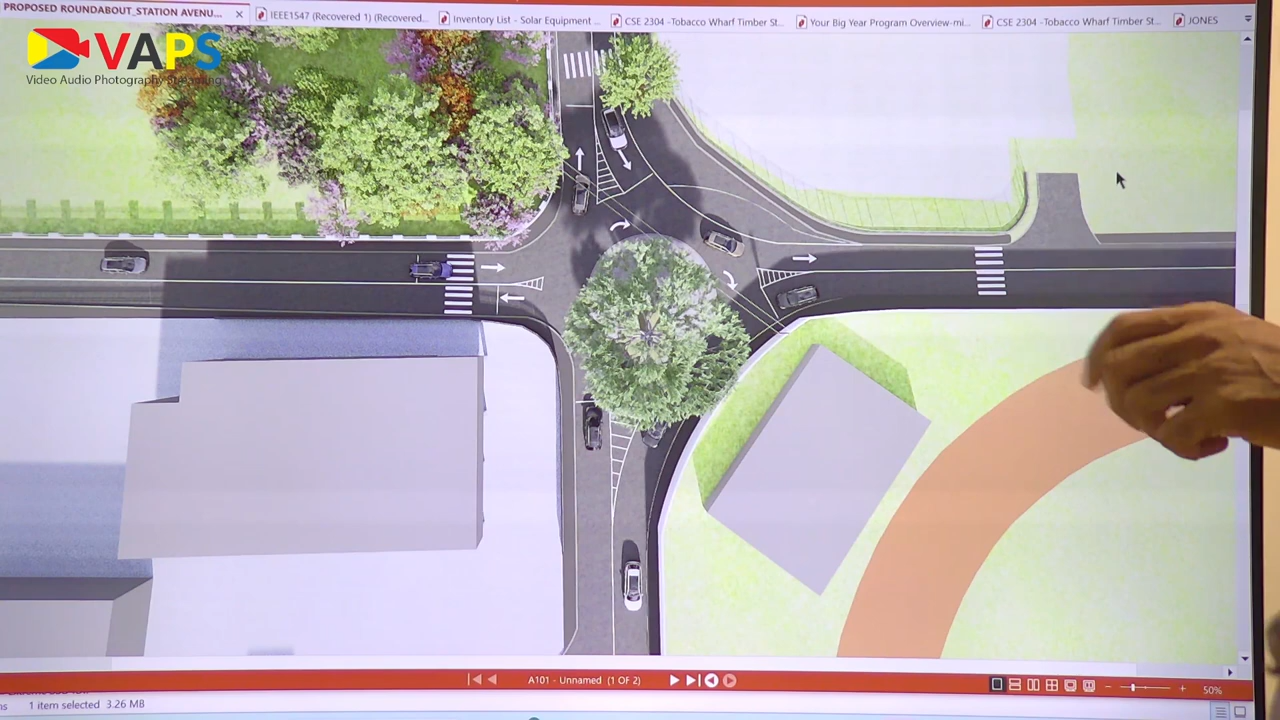 PROPOSED ROUNDABOUT_STATION AVENU...
IEEE1547 (Recovered 1) (Recovered...
Inventory List - Solar Equipment ...
CSE 2304 -Tobacco Wharf Timber St...
Your Big Year Program Overview-mi...
CSE 2304 -Tobacco Wharf Timber St...
JONES
VAPS
Video Audio Photography Streaming
A101 - Unnamed (1 OF 2)
50%
1 item selected 3.26 MB